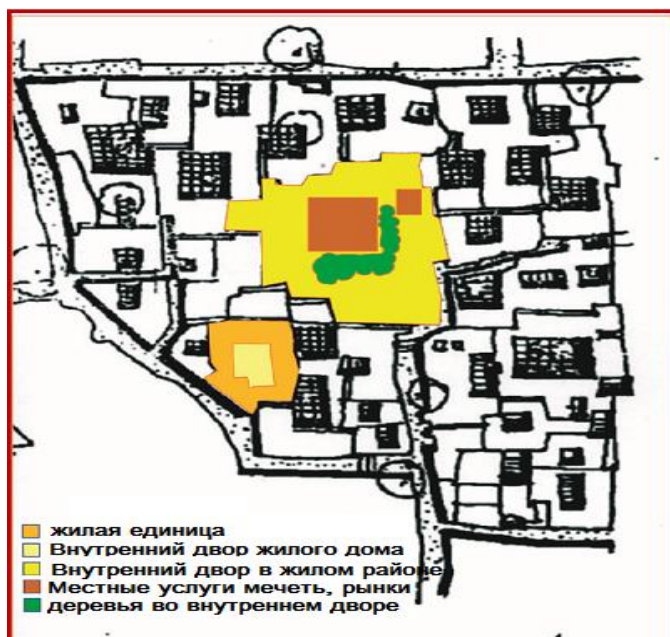 жилая единица
Внутренний двор жилого дома
Внутренний двор в жилом районе
Местные услуги мечеть, рынки
деревья во внутреннем дворе